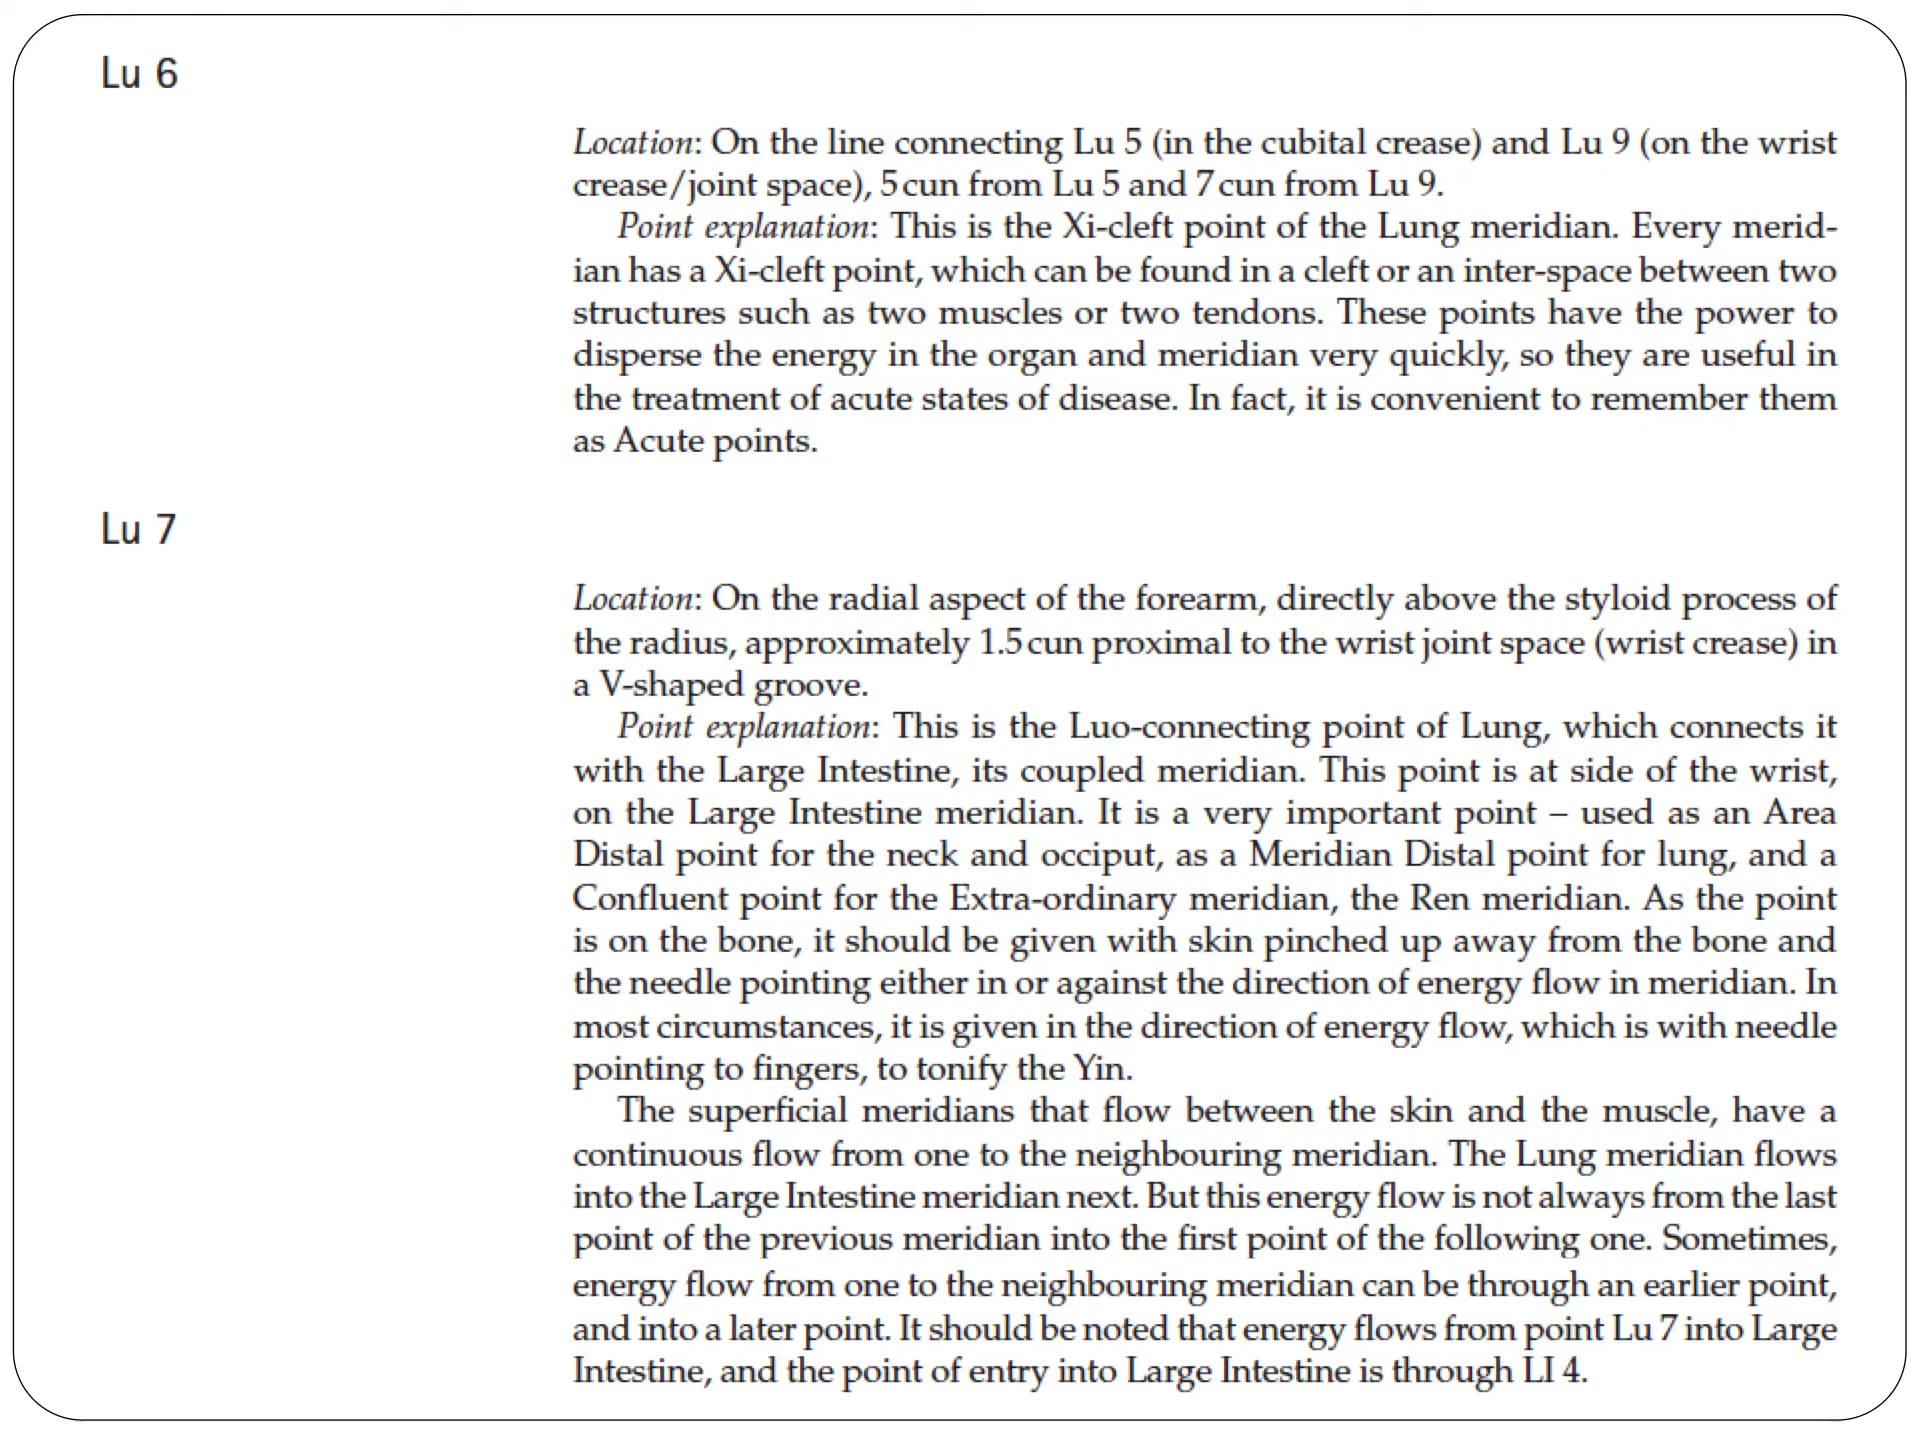 Lu 6
Location: On the line connecting Lu 5 (in the cubital crease) and Lu 9 (on the wrist
crease/joint space), 5 cun from Lu 5 and 7 cun from Lu 9.
Point explanation: This is the Xi-cleft point of the Lung meridian. Every merid-
ian has a Xi-cleft point, which can be found in a cleft or an inter-space between two
structures such as two muscles or two tendons. These points have the power to
disperse the energy in the organ and meridian very quickly, so they are useful in
the treatment of acute states of disease. In fact, it is convenient to remember them
as Acute points.
Lu 7
Location: On the radial aspect of the forearm, directly above the styloid process of
the radius, approximately 1.5 cun proximal to the wrist joint space (wrist crease) in
a V-shaped groove.
Point explanation: This is the Luo-connecting point of Lung, which connects it
with the Large Intestine, its coupled meridian. This point is at side of the wrist,
on the Large Intestine meridian. It is a very important point – used as an Area
Distal point for the neck and occiput, as a Meridian Distal point for lung, and a
Confluent point for the Extra-ordinary meridian, the Ren meridian. As the point
is on the bone, it should be given with skin pinched up away from the bone and
the needle pointing either in or against the direction of energy flow in meridian. In
most circumstances, it is given in the direction of energy flow, which is with needle
pointing to fingers, to tonify the Yin.
The superficial meridians that flow between the skin and the muscle, have a
continuous flow from one to the neighbouring meridian. The Lung meridian flows
into the Large Intestine meridian next. But this energy flow is not always from the last
point of the previous meridian into the first point of the following one. Sometimes,
energy flow from one to the neighbouring meridian can be through an earlier point,
and into a later point. It should be noted that energy flows from point Lu 7 into Large
Intestine, and the point of entry into Large Intestine is through LI 4.